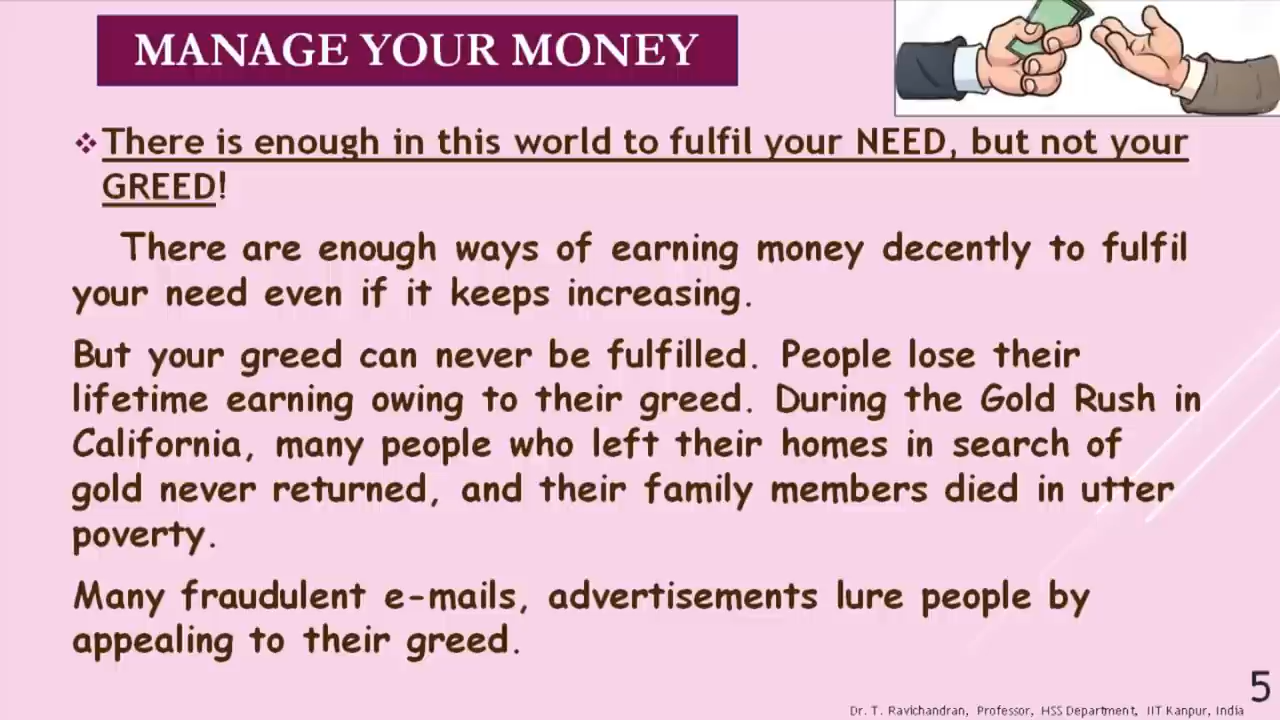 MANAGE YOUR MONEY
❖There is enough in this world to fulfil your NEED, but not your
GREED!
There are enough ways of earning money decently to fulfil
your need even if it keeps increasing.
But your greed can never be fulfilled. People lose their
lifetime earning owing to their greed. During the Gold Rush in
California, many people who left their homes in search of
gold never returned, and their family members died in utter
poverty.
Many fraudulent e-mails, advertisements lure people by
appealing to their greed.
5
Dr. T. Ravichandran, Professor, HSS Department, IIT Kanpur, India